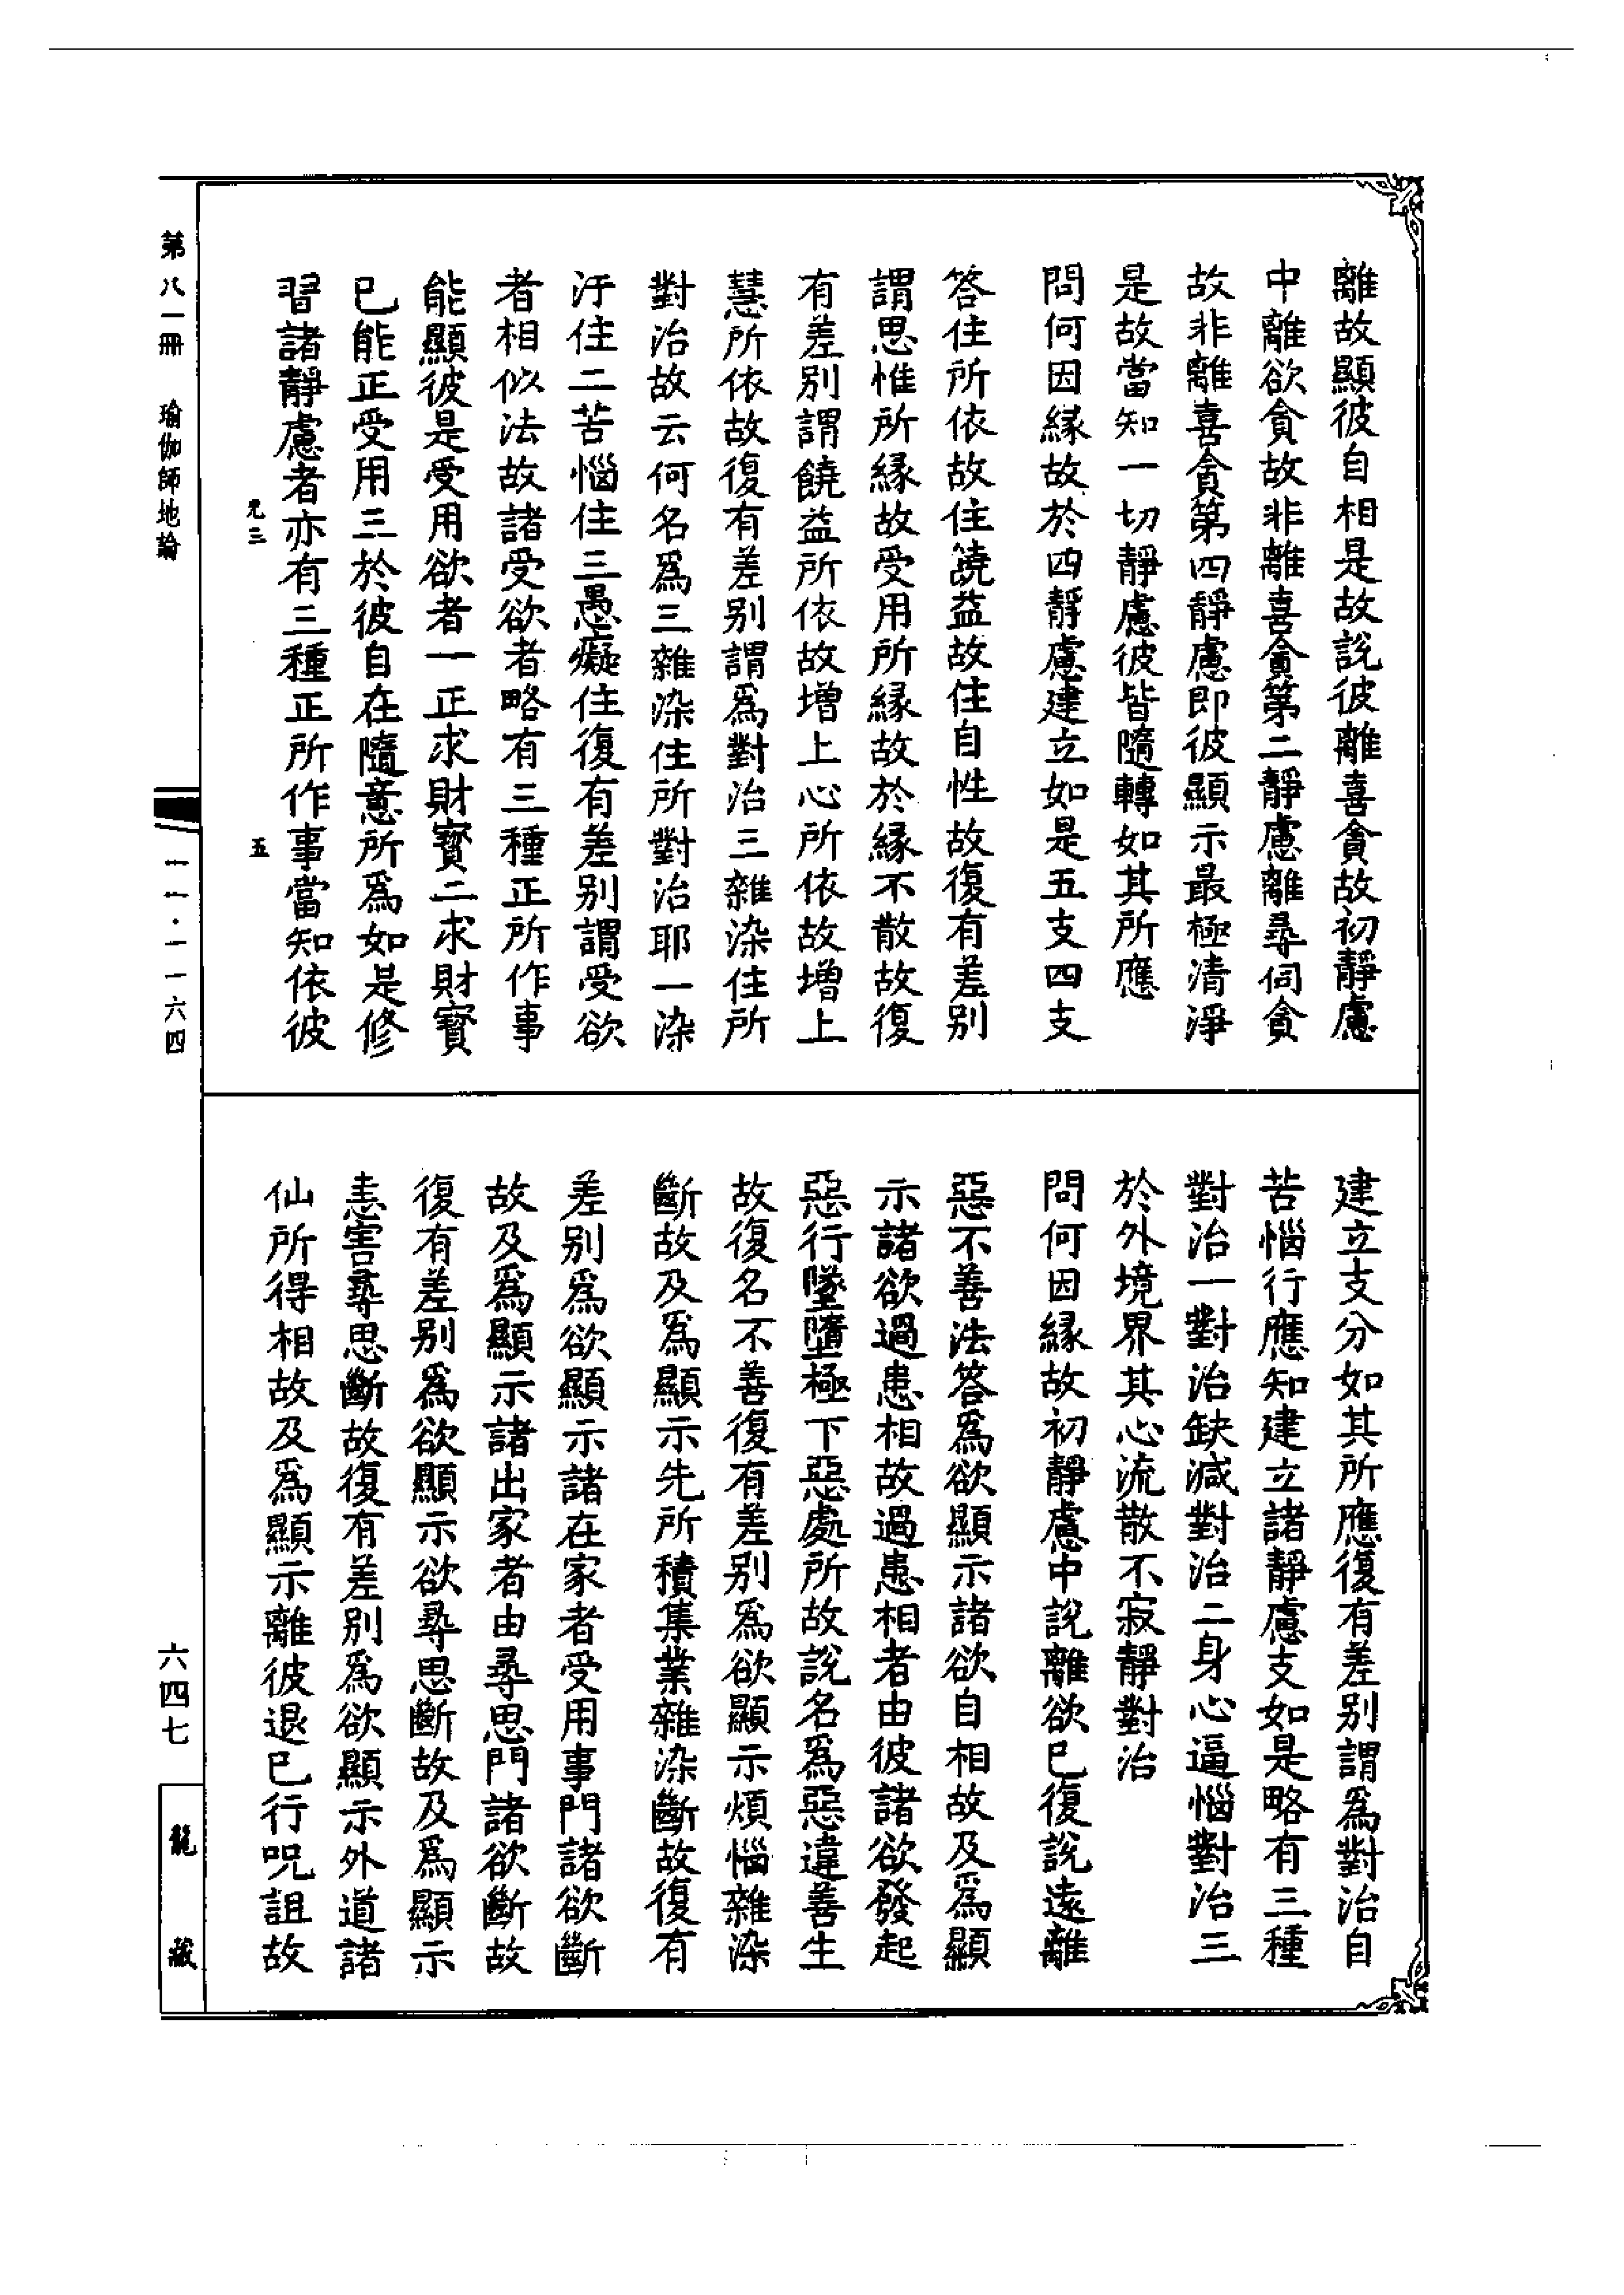 離故顯彼自相是故說彼離喜貪故初靜慮
中離欲貪故非離喜貪第二靜慮離尋伺貪
故非離喜貪第四靜慮即彼顯示最極清淨
是故當知一切靜慮彼皆隨轉如其所應
問何因緣故於四靜慮建立如是五支四支
答住所依故住饒益故住自性故復有差別
謂思惟所緣故受用所緣故於緣不散故復
有差別謂饒益所依故增上心所依故增上
慧所依故復有差別謂爲對治三雜染住所
對治故云何名爲三雜染住所對治耶一染
汙住二苦惱住三愚癡住復有差別謂受欲
者相似法故諸受欲者略有三種正所作事
能顯彼是受用欲者一正求財寶二求財寶
已能正受用三於彼自在隨意所爲如是修
習諸靜慮者亦有三種正所作事當知依彼
建立支分如其所應復有差別謂爲對治自
苦惱行應知建立諸靜慮支如是略有三種
對治一對治缺減對治二身心逼惱對治三
於外境界其心流散不寂靜對治
問何因緣故初靜慮中說離欲已復說遠離
惡不善法答爲欲顯示諸欲自相故及爲顯
示諸欲過患相故過患相者由彼諸欲發起
惡行墜墮極下惡處所故說名爲惡違善生
故復名不善復有差別爲欲顯示煩惱雜染
斷故及爲顯示先所積集業雜染斷故復有
差別爲欲顯示諸在家者受用事門諸欲斷
故及爲顯示諸出家者由尋思門諸欲斷故
復有差別爲欲顯示欲尋思斷故及爲顯示
恚害尋思斷故復有差別爲欲顯示外道諸
仙所得相故及爲顯示離彼退已行呪詛故
元三 五
第八一冊 瑜伽師地論 一一·一一六四 六四七 龍藏